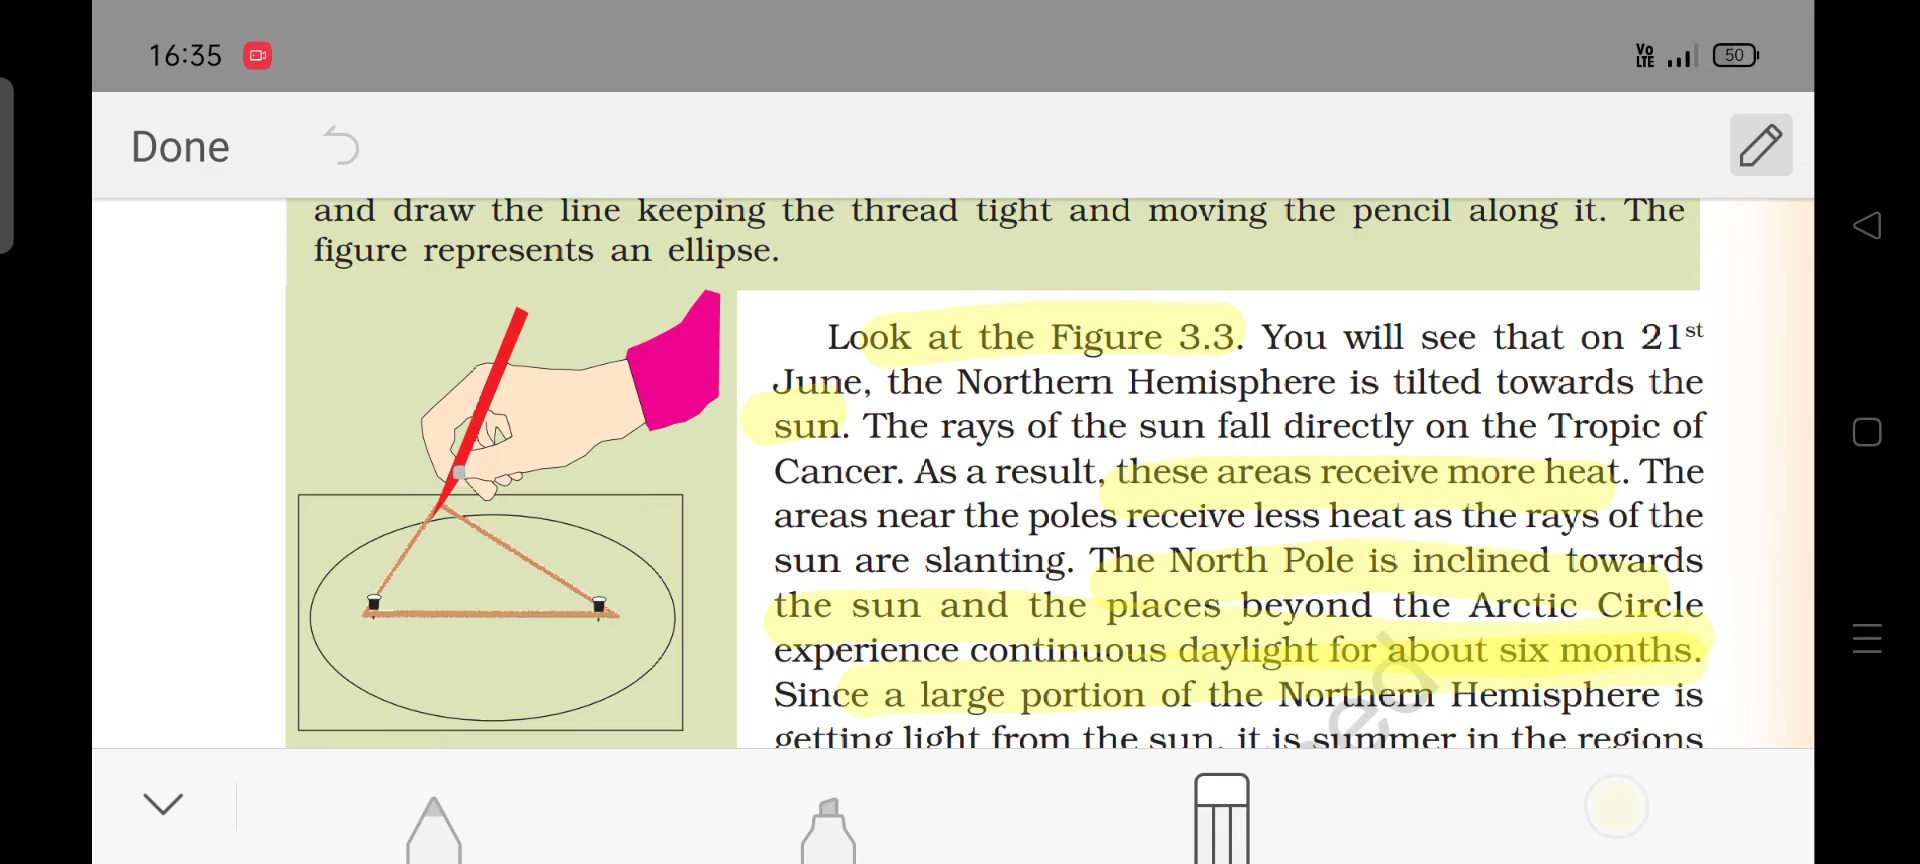 16:35
Vo
LTE
50
Done
and draw the line keeping the thread tight and moving the pencil along it. The
figure represents an ellipse.
Look at the Figure 3.3. You will see that on 21st
June, the Northern Hemisphere is tilted towards the
sun. The rays of the sun fall directly on the Tropic of
Cancer. As a result, these areas receive more heat. The
areas near the poles receive less heat as the rays of the
sun are slanting. The North Pole is inclined towards
the sun and the places beyond the Arctic Circle
experience continuous daylight for about six months.
Since a large portion of the Northern Hemisphere is
getting light from the sun, it is summer in the regions